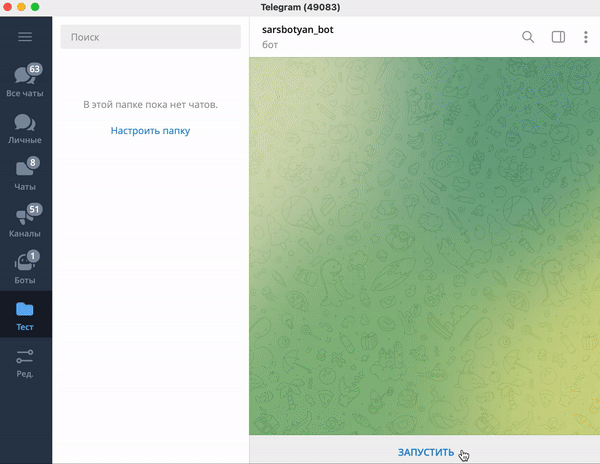 Telegram (49083)
63
Все чаты
Личные
8
Чаты
51
Каналы
1
Боты
Тест
Ред.
Поиск
В этой папке пока нет чатов.
Настроить папку
sarsbotyan_bot
бот
ЗАПУСТИТЬ